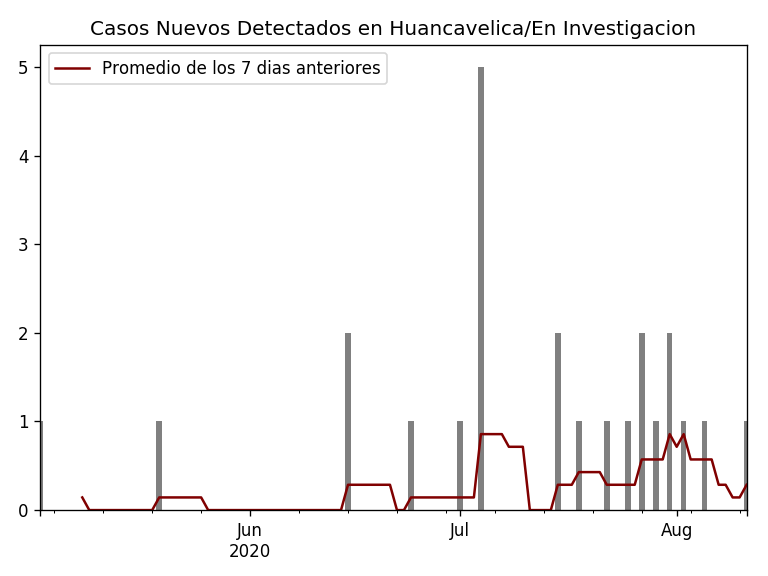 Casos Nuevos Detectados en Huancavelica/En Investigacion
Promedio de los 7 dias anteriores
5
4
3
2
1
0
Jun
2020
Jul
Aug